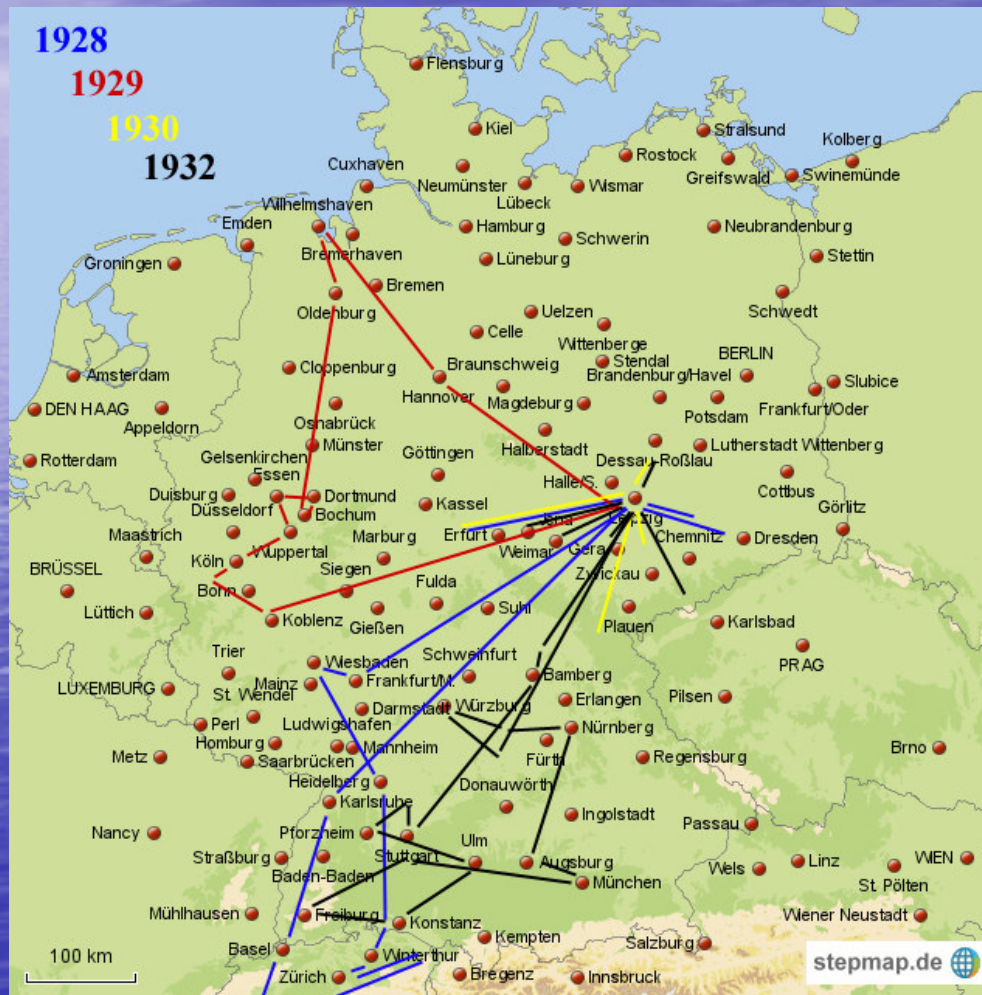 1928
1929
1930
1932
Flensburg
Kiel
Stralsund
Kolberg
Rostock
Cuxhaven
Neumünster
Greifswald
Swinemünde
Lübeck
Wismar
Wilhelmshaven
Emden
Hamburg
Neubrandenburg
Schwerin
Bremerhaven
Groningen
Lüneburg
Stettin
Bremen
Oldenburg
Schwedt
Uelzen
Celle
Wittenberge
Braunschweig
Stendal
BERLIN
Cloppenburg
Brandenburg/Havel
Amsterdam
Slubice
Hannover
Magdeburg
Potsdam
Frankfurt/Oder
DEN HAAG
Appeldorn
Osnabrück
Halberstadt
Münster
Lutherstadt Wittenberg
Gelsenkirchen
Göttingen
Dessau-Roßlau
Rotterdam
Essen
Halle/S.
Cottbus
Duisburg
Dortmund
Düsseldorf
Kassel
Görlitz
Bochum
Jena
Leipzig
Maastrich
Erfurt
Chemnitz
Dresden
Wuppertal
Marburg
Weimar
Gera
Köln
Siegen
Zwickau
BRÜSSEL
Bonn
Fulda
Lüttich
Suhl
Koblenz
Gießen
Plauen
Karlsbad
Trier
Wiesbaden
Schweinfurt
PRAG
LUXEMBURG
St. Wendel
Mainz
Frankfurt/M.
Bamberg
Pilsen
Darmstadt
Würzburg
Erlangen
Perl
Ludwigshafen
Nürnberg
Homburg
Mannheim
Brno
Metz
Saarbrücken
Fürth
Regensburg
Heidelberg
Donauwörth
Karlsruhe
Ingolstadt
Nancy
Pforzheim
Passau
Straßburg
Stuttgart
Ulm
Augsburg
Wels
Linz
WIEN
Baden-Baden
München
St. Pölten
Mühlhausen
Freiburg
Konstanz
Wiener Neustadt
Basel
Kempten
Salzburg
Winterthur
100 km
Zürich
Bregenz
Innsbruck
stepmap.de